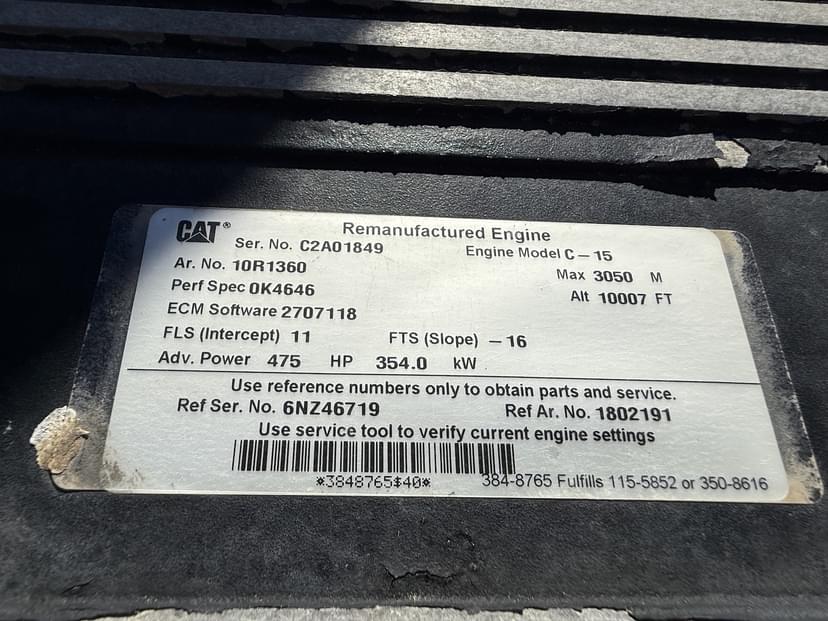 CAT® Remanufactured Engine
Ser. No. C2A01849 Engine Model C-15
Ar. No. 10R1360 Max 3050 M
Perf Spec 0K4646 Alt 10007 FT
ECM Software 2707118
FLS (Intercept) 11 FTS (Slope) -16
Adv. Power 475 HP 354.0 kW
Use reference numbers only to obtain parts and service.
Ref Ser. No. 6NZ46719 Ref Ar. No. 1802191
Use service tool to verify current engine settings
*3848765$40* 384-8765 Fulfills 115-5852 or 350-8616